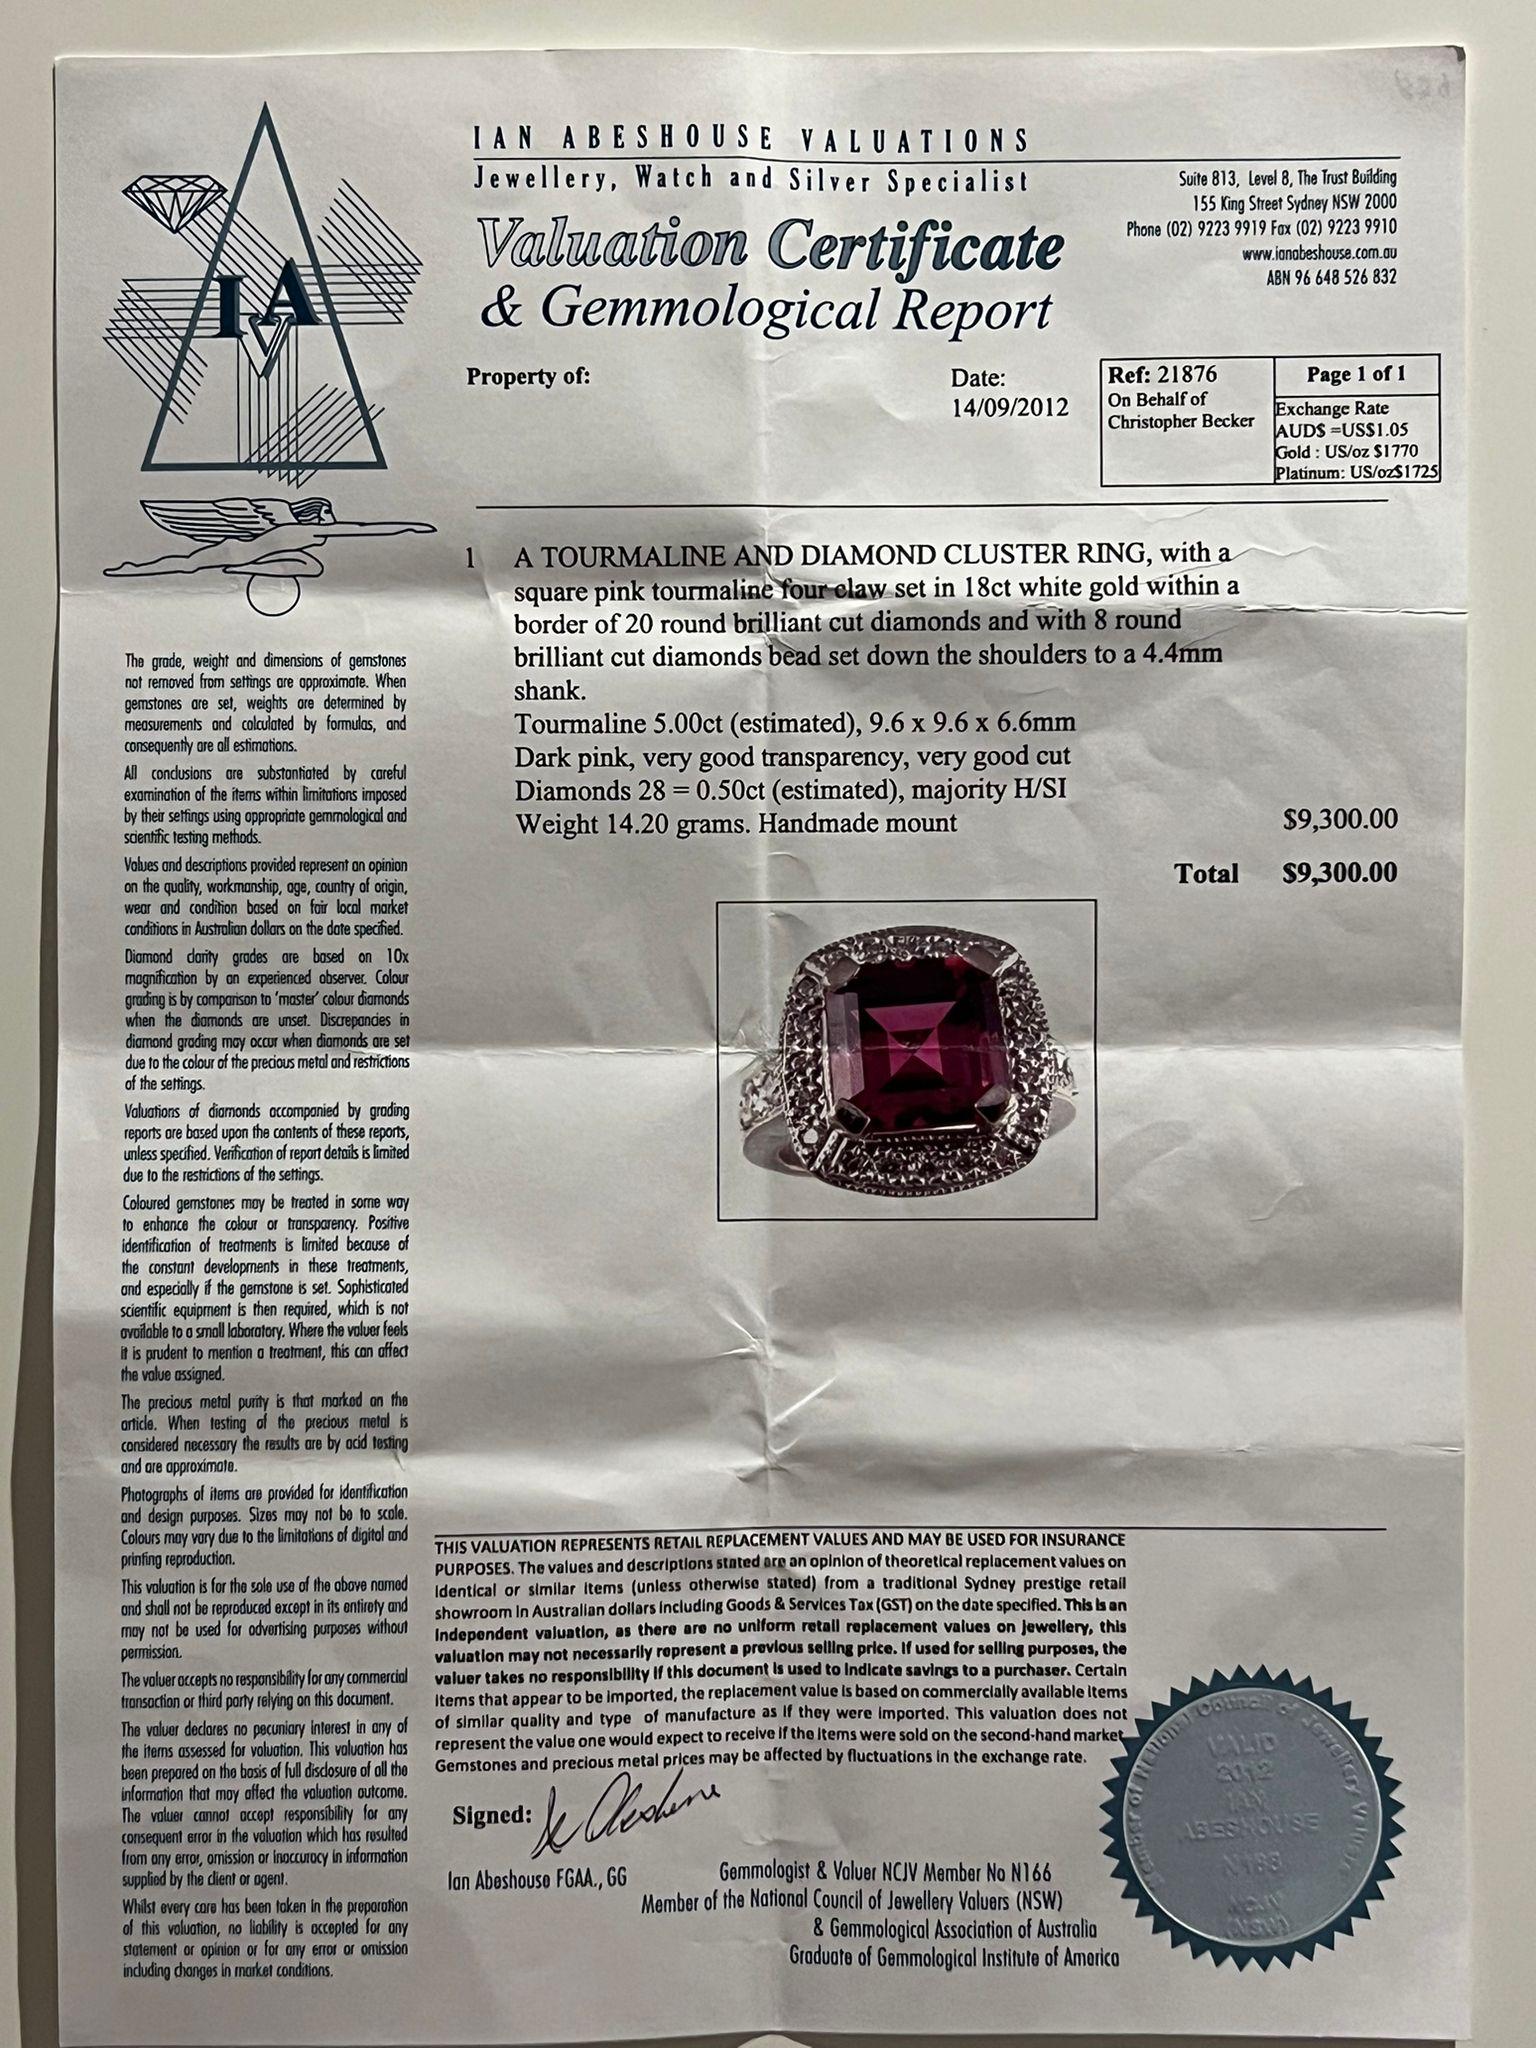 IAN ABESHOUSE VALUATIONS
Jewellery, Watch and Silver Specialist
Valuation Certificate
& Gemmological Report
Suite 813, Level 8, The Trust Building
155 King Street Sydney NSW 2000
Phone (02) 9223 9919 Fax (02) 9223 9910
www.ianabeshouse.com.au
ABN 96 648 526 832
IAV
Property of:
Date:
14/09/2012
Ref: 21876
On Behalf of
Christopher Becker
Page 1 of 1
Exchange Rate
AUD$ =US$1.05
Gold : US/oz $1770
Platinum: US/oz$1725
1 A TOURMALINE AND DIAMOND CLUSTER RING, with a
square pink tourmaline four claw set in 18ct white gold within a
border of 20 round brilliant cut diamonds and with 8 round
brilliant cut diamonds bead set down the shoulders to a 4.4mm
shank.
Tourmaline 5.00ct (estimated), 9.6 x 9.6 x 6.6mm
Dark pink, very good transparency, very good cut
Diamonds 28 = 0.50ct (estimated), majority H/SI
Weight 14.20 grams. Handmade mount $9,300.00
Total $9,300.00
The grade, weight and dimensions of gemstones
not removed from settings are approximate. When
gemstones are set, weights are determined by
measurements and calculated by formulas, and
consequently are all estimations.
All conclusions are substantiated by careful
examination of the items within limitations imposed
by their settings using appropriate gemmological and
scientific testing methods.
Values and descriptions provided represent an opinion
on the quality, workmanship, age, country of origin,
wear and condition based on fair local market
conditions in Australian dollars on the date specified.
Diamond clarity grades are based on 10x
magnification by an experienced observer. Colour
grading is by comparison to 'master' colour diamonds
when the diamonds are unset. Discrepancies in
diamond grading may occur when diamonds are set
due to the colour of the precious metal and restrictions
of the settings.
Valuations of diamonds accompanied by grading
reports are based upon the contents of these reports,
unless specified. Verification of report details is limited
due to the restrictions of the settings.
Coloured gemstones may be treated in some way
to enhance the colour or transparency. Positive
identification of treatments is limited because of
the constant developments in these treatments,
and especially if the gemstone is set. Sophisticated
scientific equipment is then required, which is not
available to a small laboratory. Where the valuer feels
it is prudent to mention a treatment, this can affect
the value assigned.
The precious metal purity is that marked on the
article. When testing of the precious metal is
considered necessary the results are by acid testing
and are approximate.
Photographs of items are provided for identification
and design purposes. Sizes may not be to scale.
Colours may vary due to the limitations of digital and
printing reproduction.
This valuation is for the sole use of the above named
and shall not be reproduced except in its entirety and
may not be used for advertising purposes without
permission.
The valuer accepts no responsibility for any commercial
transaction or third party relying on this document.
The valuer declares no pecuniary interest in any of
the items assessed for valuation. This valuation has
been prepared on the basis of full disclosure of all the
information that may affect the valuation outcome.
The valuer cannot accept responsibility for any
consequent error in the valuation which has resulted
from any error, omission or inaccuracy in information
supplied by the client or agent.
Whilst every care has been taken in the preparation
of this valuation, no liability is accepted for any
statement or opinion or for any error or omission
including changes in market conditions.
THIS VALUATION REPRESENTS RETAIL REPLACEMENT VALUES AND MAY BE USED FOR INSURANCE
PURPOSES. The values and descriptions stated are an opinion of theoretical replacement values on
identical or similar items (unless otherwise stated) from a traditional Sydney prestige retail
showroom in Australian dollars including Goods & Services Tax (GST) on the date specified. This is an
independent valuation, as there are no uniform retail replacement values on jewellery, this
valuation may not necessarily represent a previous selling price. If used for selling purposes, the
valuer takes no responsibility if this document is used to indicate savings to a purchaser. Certain
items that appear to be imported, the replacement value is based on commercially available items
of similar quality and type of manufacture as if they were imported. This valuation does not
represent the value one would expect to receive if the items were sold on the second-hand market
Gemstones and precious metal prices may be affected by fluctuations in the exchange rate.
Signed: Ian Abeshouse
Ian Abeshouse FGAA., GG
Gemmologist & Valuer NCJV Member No N166
Member of the National Council of Jewellery Valuers (NSW)
& Gemmological Association of Australia
Graduate of Gemmological Institute of America
Member of National Council of Jewellery Valuers
VALID
2012
IAN
ABESHOUSE
N166
NCJV
(NSW)